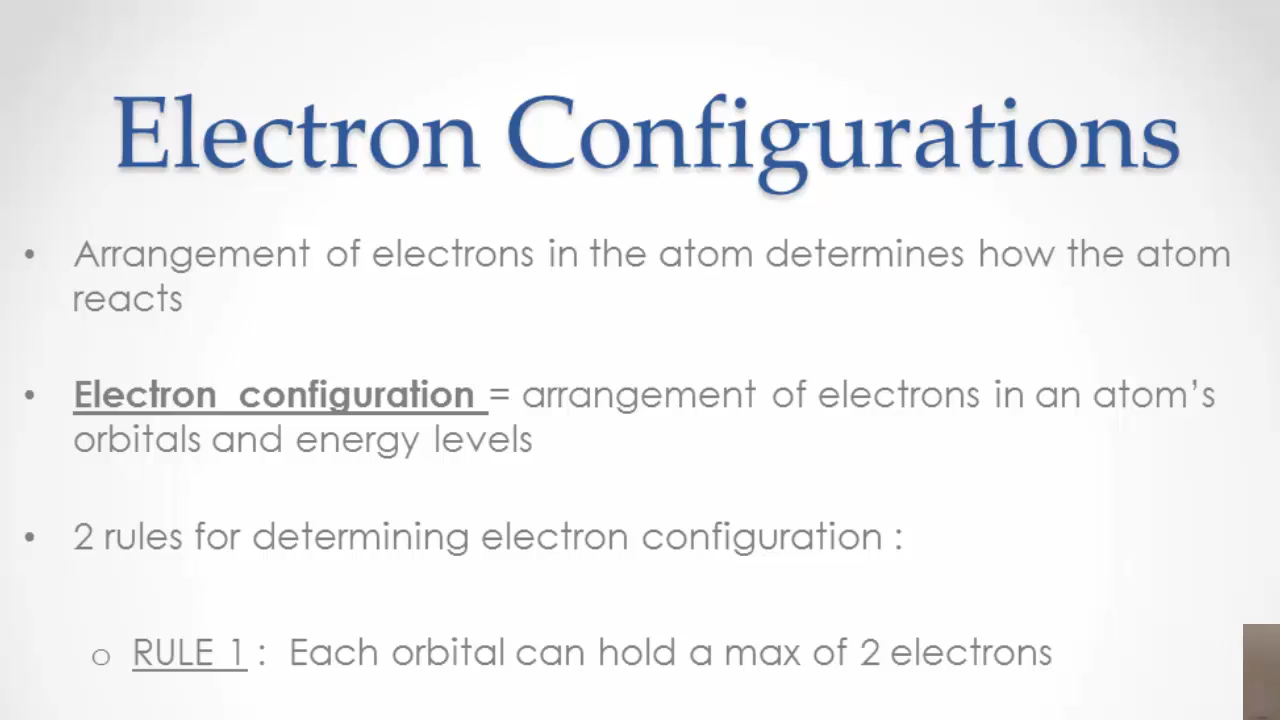 Electron Configurations
• Arrangement of electrons in the atom determines how the atom
reacts
• Electron configuration = arrangement of electrons in an atom’s
orbitals and energy levels
• 2 rules for determining electron configuration :
o RULE 1 : Each orbital can hold a max of 2 electrons